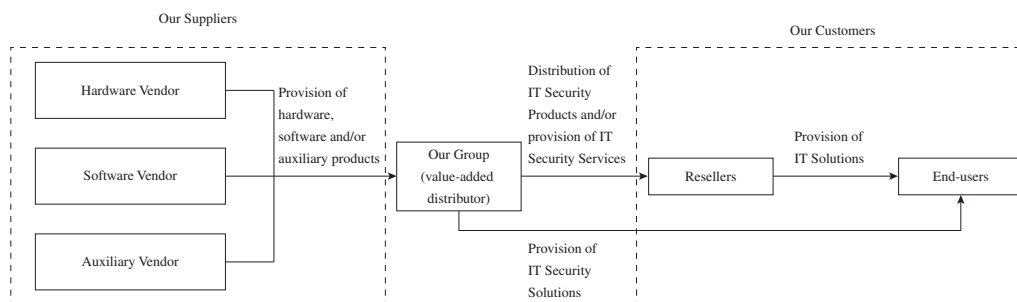 Our Suppliers
Hardware Vendor
Software Vendor
Auxiliary Vendor
Provision of
hardware,
software and/or
auxiliary products
Our Group
(value-added
distributor)
Distribution of
IT Security
Products and/or
provision of IT
Security Services
Provision of
IT Security
Solutions
Our Customers
Resellers
Provision of
IT Solutions
End-users